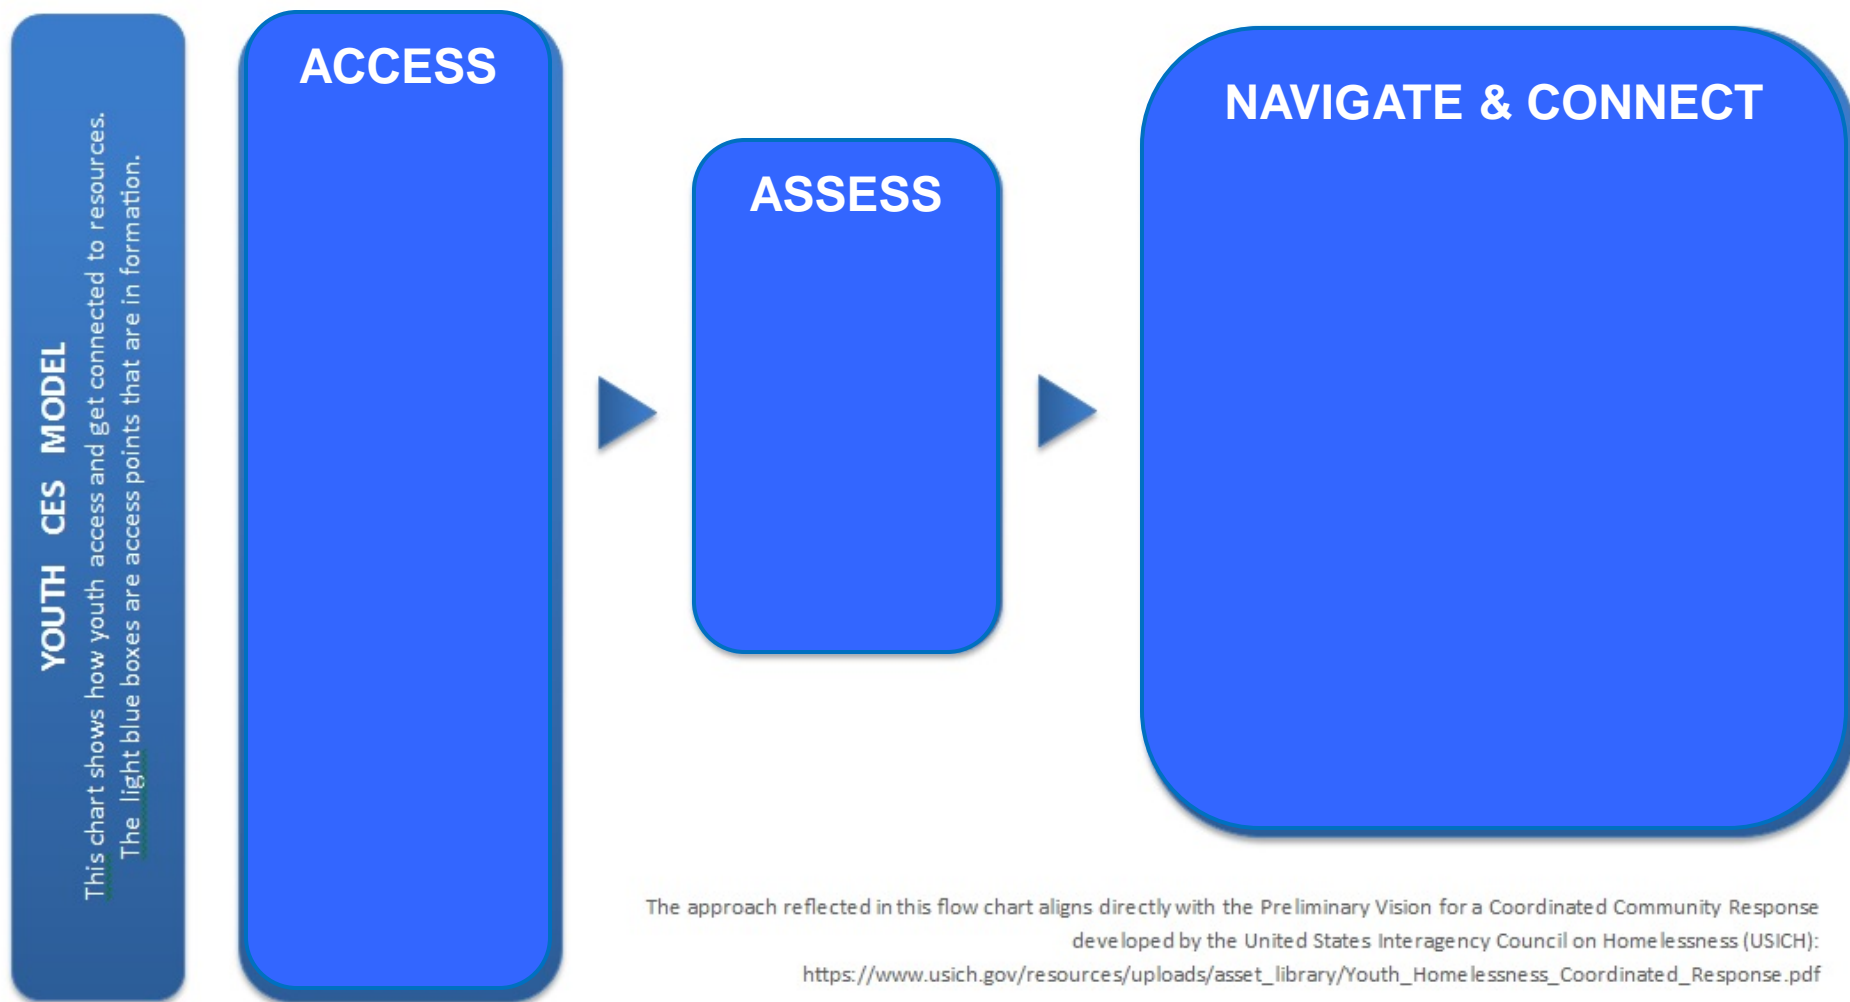 YOUTH CES MODEL
This chart shows how youth access and get connected to resources.
The light blue boxes are access points that are in formation.
ACCESS
ASSESS
NAVIGATE & CONNECT
The approach reflected in this flow chart aligns directly with the Preliminary Vision for a Coordinated Community Response
developed by the United States Interagency Council on Homelessness (USICH):
https://www.usich.gov/resources/uploads/asset_library/Youth_Homelessness_Coordinated_Response.pdf